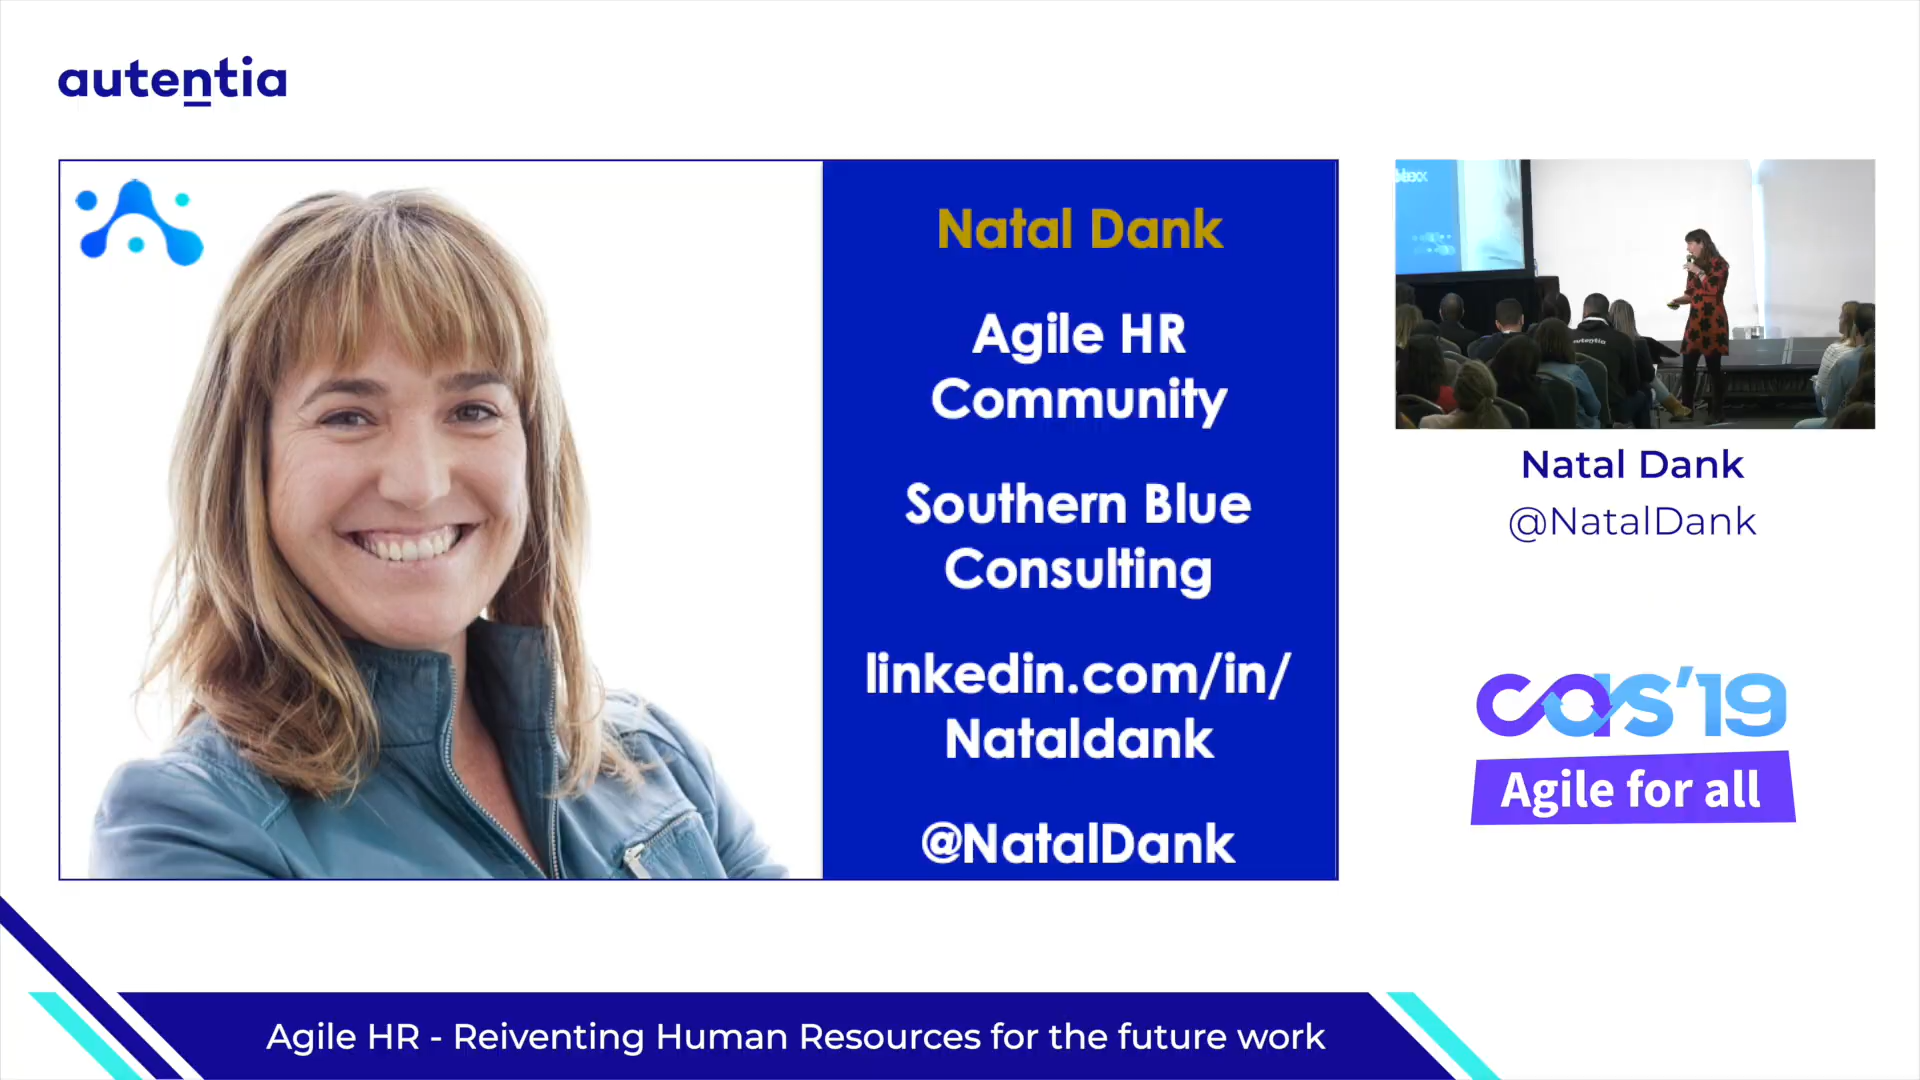 autentia
Natal Dank
Agile HR
Community
Southern Blue
Consulting
linkedin.com/in/
Nataldank
@NatalDank
autentia
Natal Dank
@NatalDank
cas'19
Agile for all
Agile HR - Reiventing Human Resources for the future work